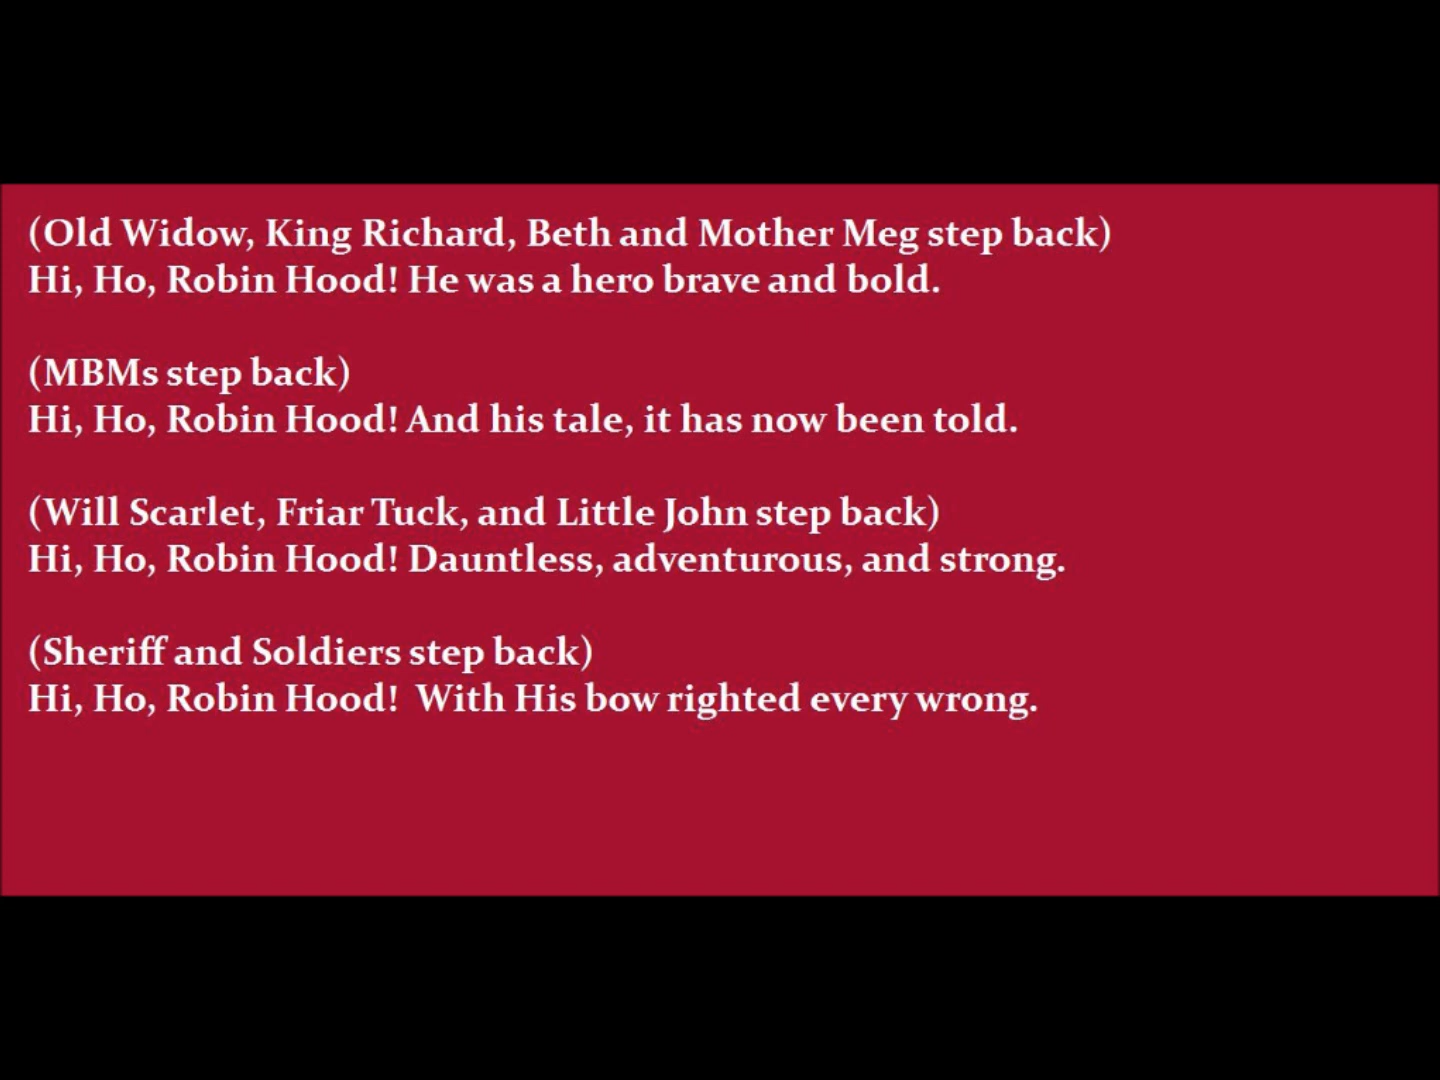 (Old Widow, King Richard, Beth and Mother Meg step back)
Hi, Ho, Robin Hood! He was a hero brave and bold.
(MBMs step back)
Hi, Ho, Robin Hood! And his tale, it has now been told.
(Will Scarlet, Friar Tuck, and Little John step back)
Hi, Ho, Robin Hood! Dauntless, adventurous, and strong.
(Sheriff and Soldiers step back)
Hi, Ho, Robin Hood!  With His bow righted every wrong.